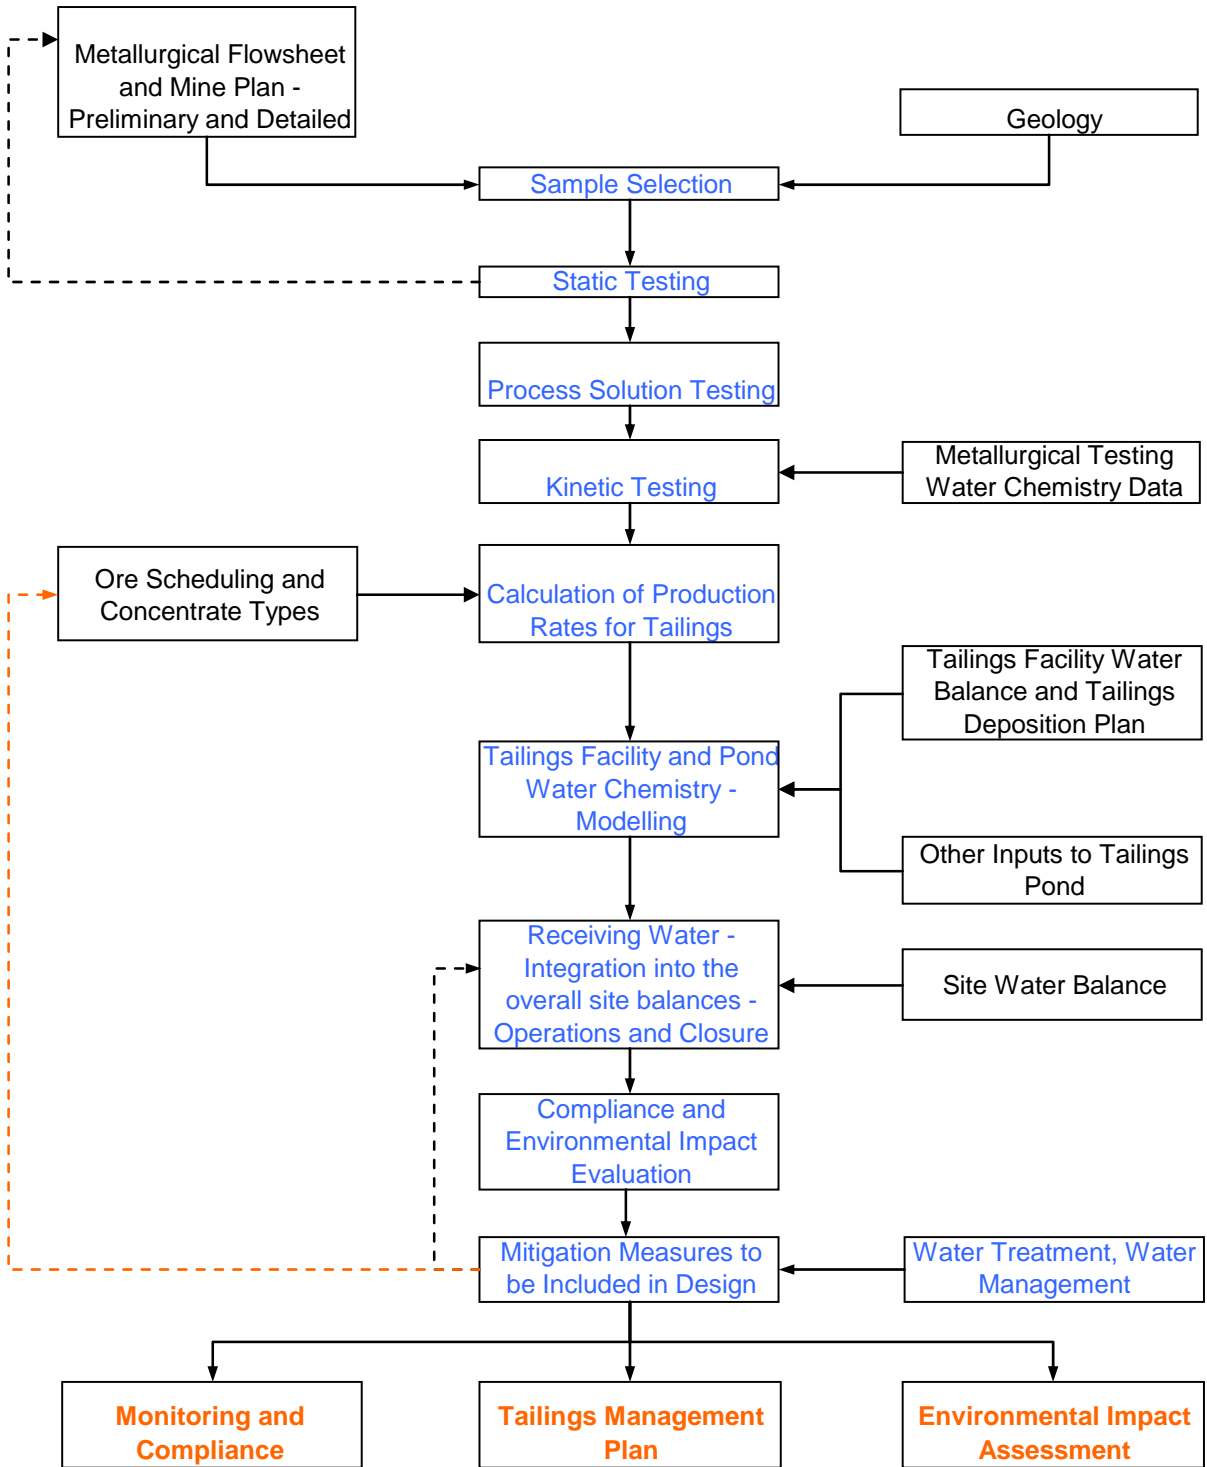 Metallurgical Flowsheet
and Mine Plan -
Preliminary and Detailed
Geology
Sample Selection
Static Testing
Process Solution Testing
Kinetic Testing
Metallurgical Testing
Water Chemistry Data
Ore Scheduling and
Concentrate Types
Calculation of Production
Rates for Tailings
Tailings Facility Water
Balance and Tailings
Deposition Plan
Tailings Facility and Pond
Water Chemistry -
Modelling
Other Inputs to Tailings
Pond
Receiving Water -
Integration into the
overall site balances -
Operations and Closure
Site Water Balance
Compliance and
Environmental Impact
Evaluation
Mitigation Measures to
be Included in Design
Water Treatment, Water
Management
Monitoring and
Compliance
Tailings Management
Plan
Environmental Impact
Assessment